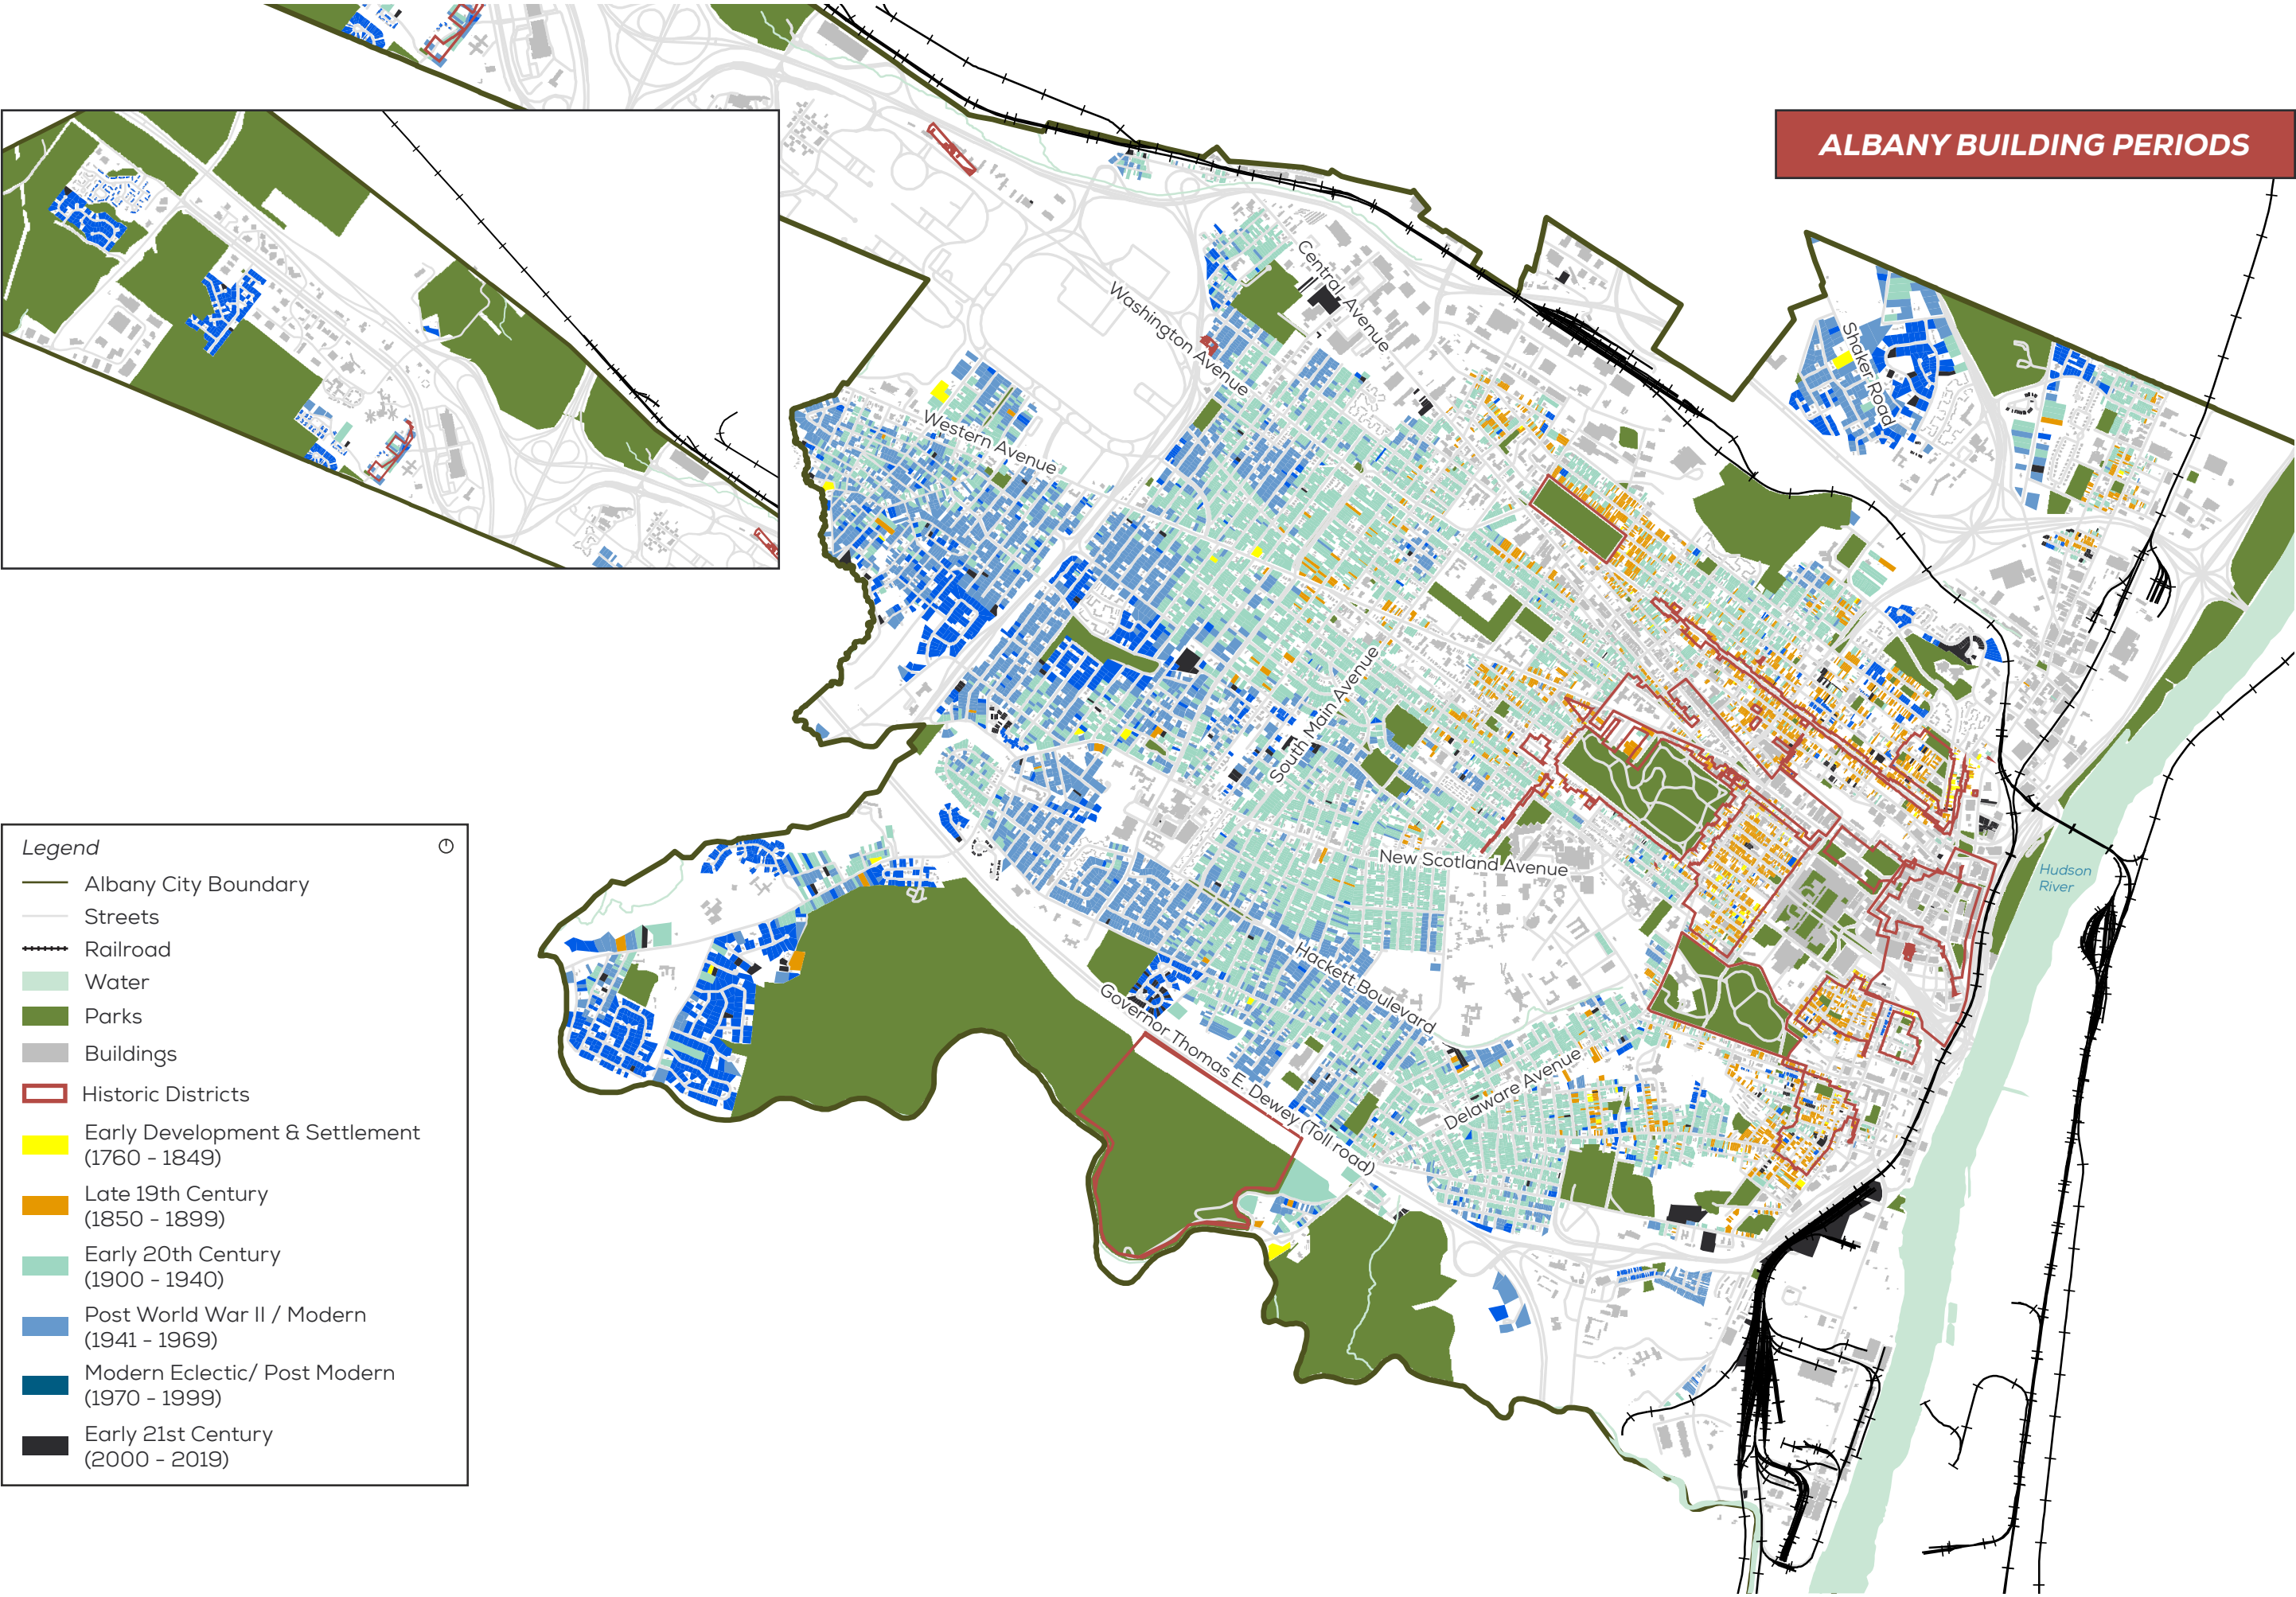 ALBANY BUILDING PERIODS
Central Avenue
Washington Avenue
Shaker Road
Western Avenue
South Main Avenue
New Scotland Avenue
Hudson
River
Hackett Boulevard
Governor Thomas E. Dewey (Toll road)
Delaware Avenue
Legend
Albany City Boundary
Streets
Railroad
Water
Parks
Buildings
Historic Districts
Early Development & Settlement
(1760 - 1849)
Late 19th Century
(1850 - 1899)
Early 20th Century
(1900 - 1940)
Post World War II / Modern
(1941 - 1969)
Modern Eclectic/ Post Modern
(1970 - 1999)
Early 21st Century
(2000 - 2019)